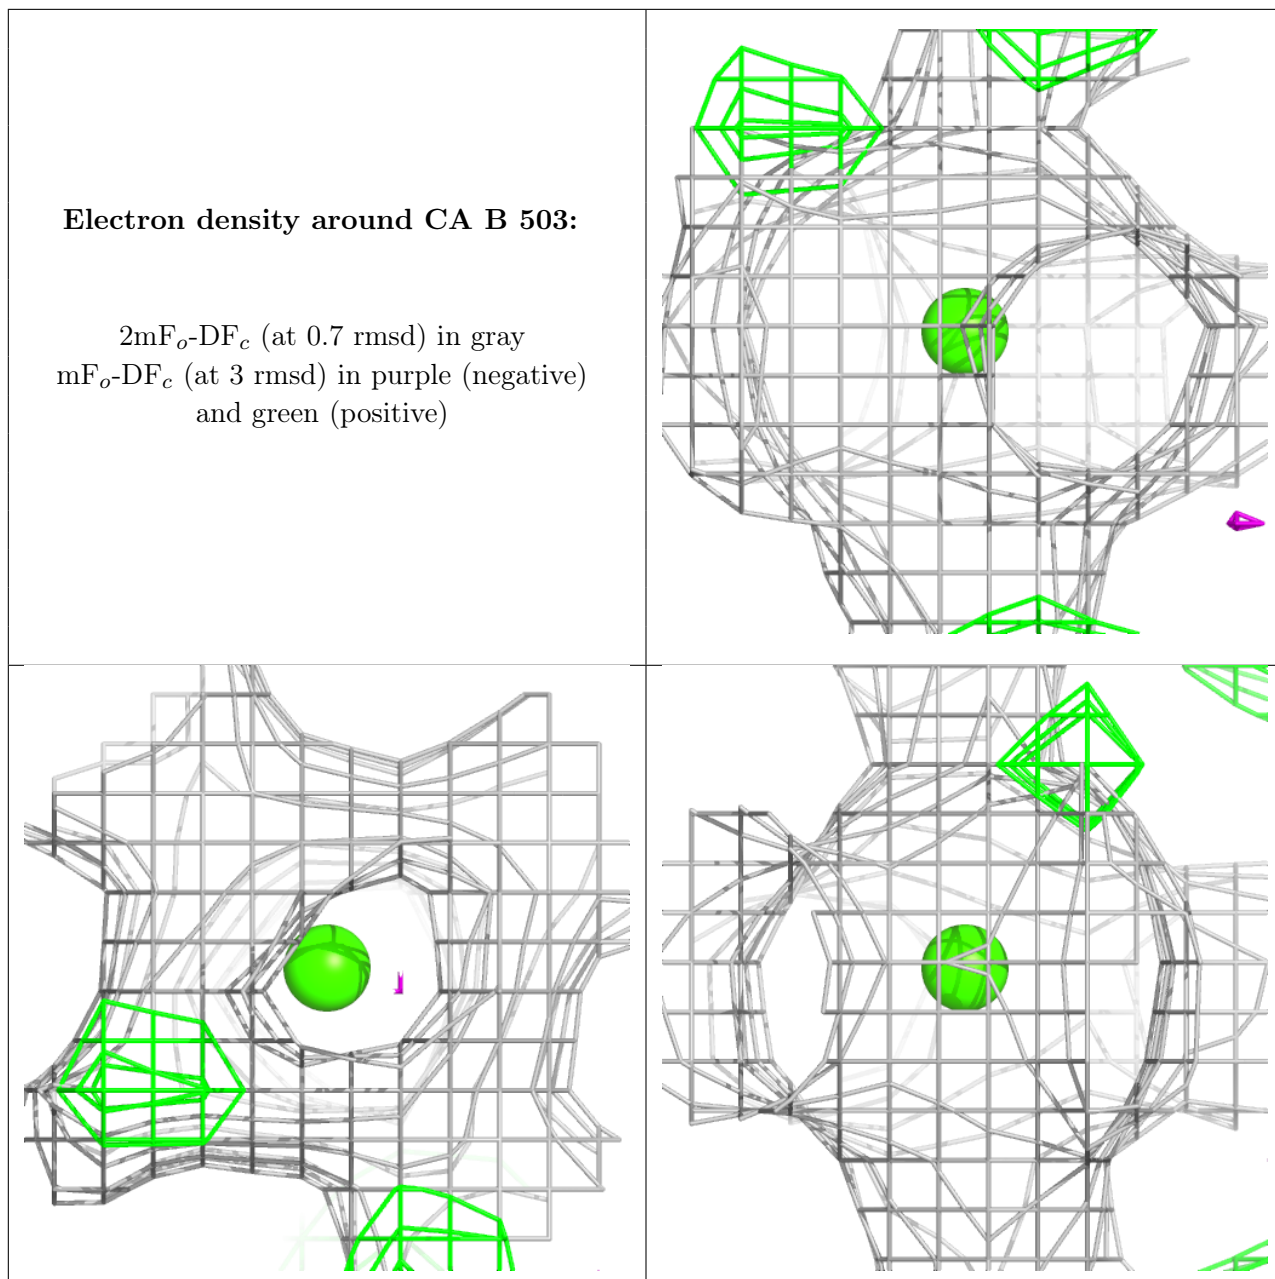 Electron density around CA B 503:
2mFo-DFc (at 0.7 rmsd) in gray
mFo-DFc (at 3 rmsd) in purple (negative)
and green (positive)